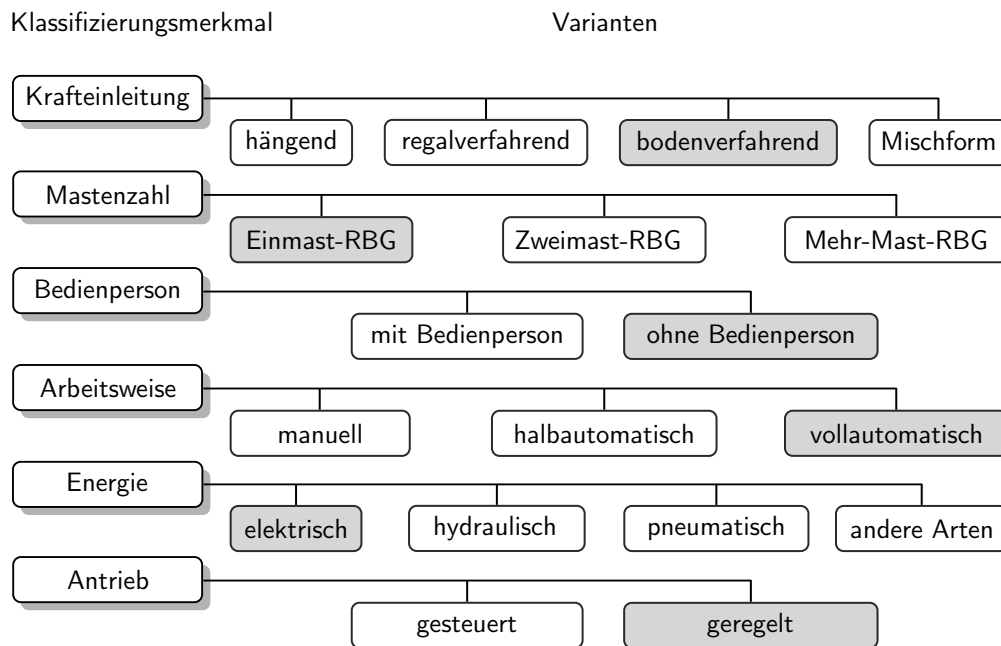 Klassifizierungsmerkmal Varianten
Krafteinleitung
hängend regalverfahrend bodenverfahrend Mischform
Mastenzahl
Einmast-RBG Zweimast-RBG Mehr-Mast-RBG
Bedienperson
mit Bedienperson ohne Bedienperson
Arbeitsweise
manuell halbautomatisch vollautomatisch
Energie
elektrisch hydraulisch pneumatisch andere Arten
Antrieb
gesteuert geregelt